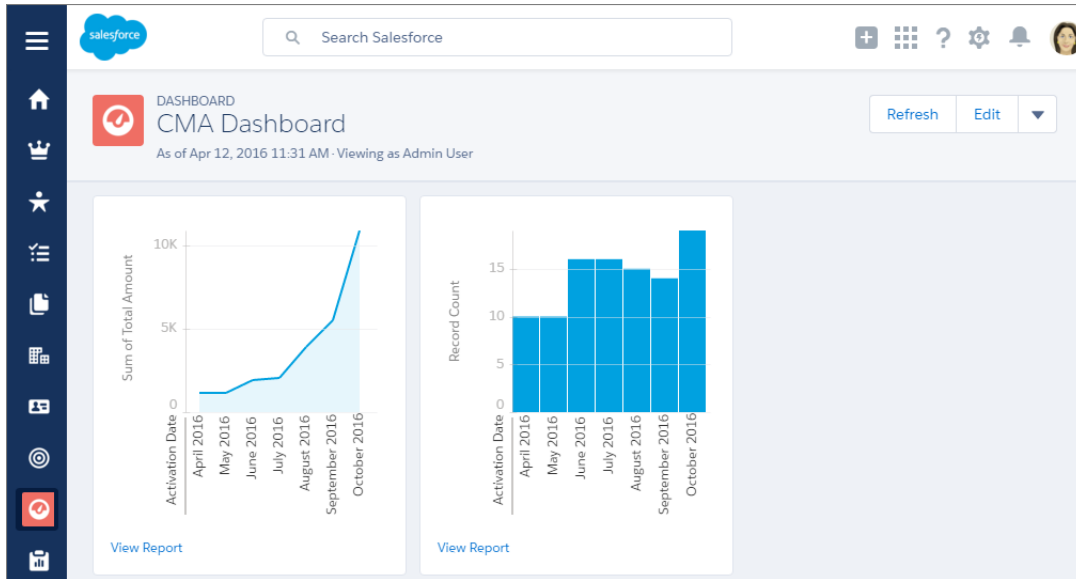 salesforce
Search Salesforce
DASHBOARD
CMA Dashboard
As of Apr 12, 2016 11:31 AM · Viewing as Admin User
Refresh
Edit
Sum of Total Amount
10K
5K
0
Activation Date
April 2016
May 2016
June 2016
July 2016
August 2016
September 2016
October 2016
View Report
Record Count
15
10
5
0
Activation Date
April 2016
May 2016
June 2016
July 2016
August 2016
September 2016
October 2016
View Report